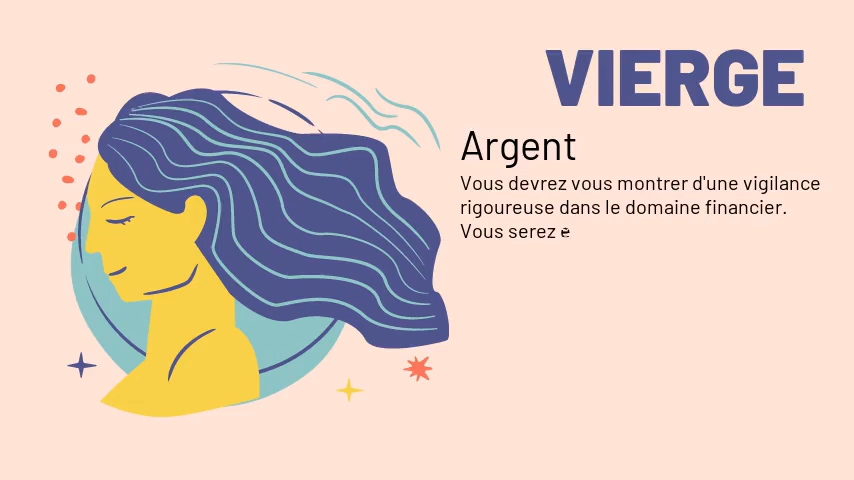 VIERGE
Argent
Vous devrez vous montrer d'une vigilance
rigoureuse dans le domaine financier.
Vous serez